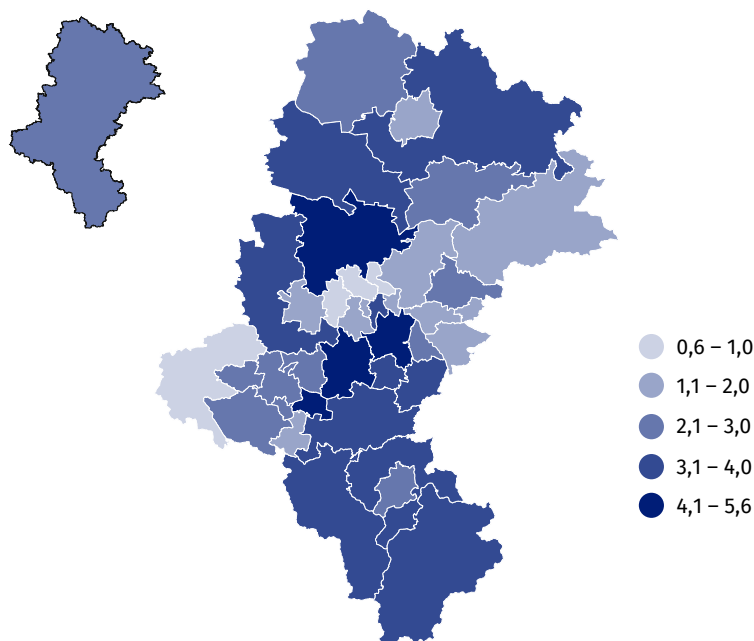 0,6 – 1,0
1,1 – 2,0
2,1 – 3,0
3,1 – 4,0
4,1 – 5,6